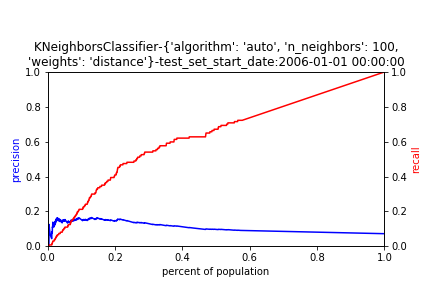 KNeighborsClassifier-{'algorithm': 'auto', 'n_neighbors': 100,
'weights': 'distance'}-test_set_start_date:2006-01-01 00:00:00
1.0
0.8
0.6
0.4
0.2
0.0
precision
1.0
0.8
0.6
0.4
0.2
0.0
recall
0.0 0.2 0.4 0.6 0.8 1.0
percent of population